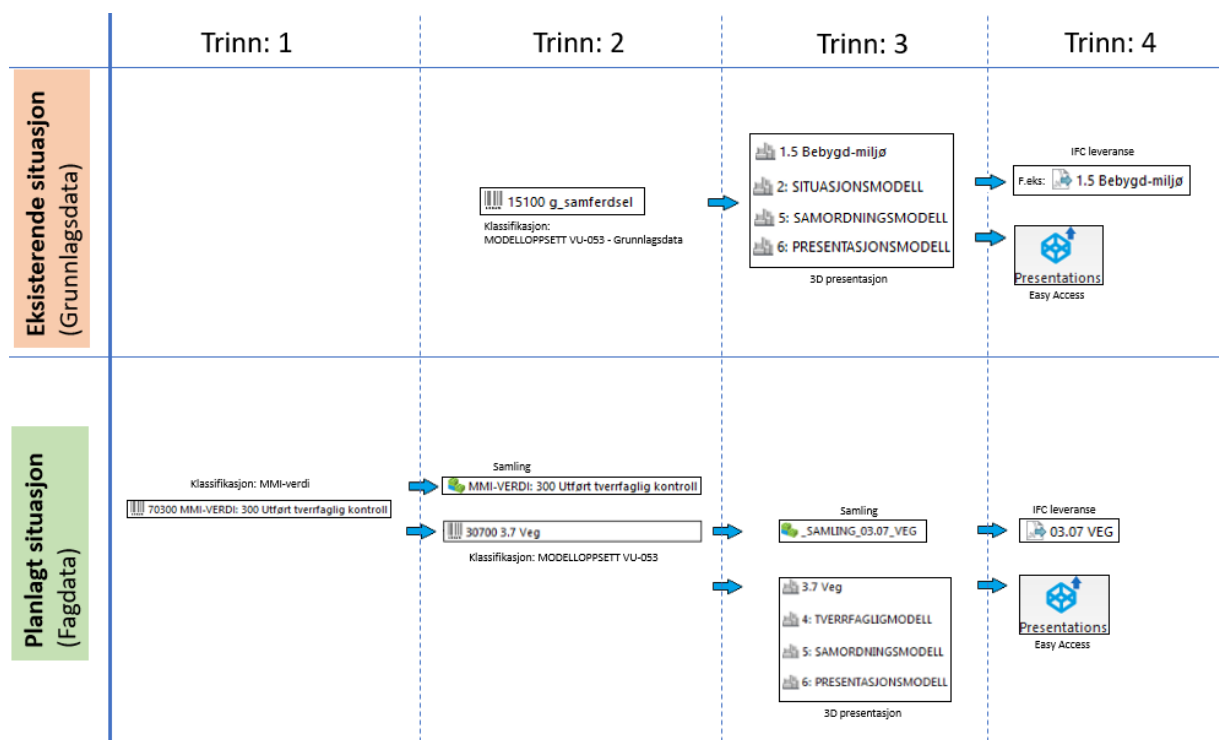 Trinn: 1
Trinn: 2
Trinn: 3
Trinn: 4
Eksisterende situasjon
(Grunnlagsdata)
15100 g_samferdsel
Klassifikasjon:
MODELLOPPSETT VU-053 - Grunnlagsdata
1.5 Bebygd-miljø
2: SITUASJONSMODELL
5: SAMORDNINGSMODELL
6: PRESENTASJONSMODELL
3D presentasjon
IFC leveranse
F.eks: 1.5 Bebygd-miljø
Presentations
Easy Access
Planlagt situasjon
(Fagdata)
Klassifikasjon: MMI-verdi
70300 MMI-VERDI: 300 Utført tverrfaglig kontroll
Samling
MMI-VERDI: 300 Utført tverrfaglig kontroll
30700 3.7 Veg
Klassifikasjon: MODELLOPPSETT VU-053
Samling
_SAMLING_03.07_VEG
3.7 Veg
4: TVERRFAGLIGMODELL
5: SAMORDNINGSMODELL
6: PRESENTASJONSMODELL
3D presentasjon
IFC leveranse
03.07 VEG
Presentations
Easy Access